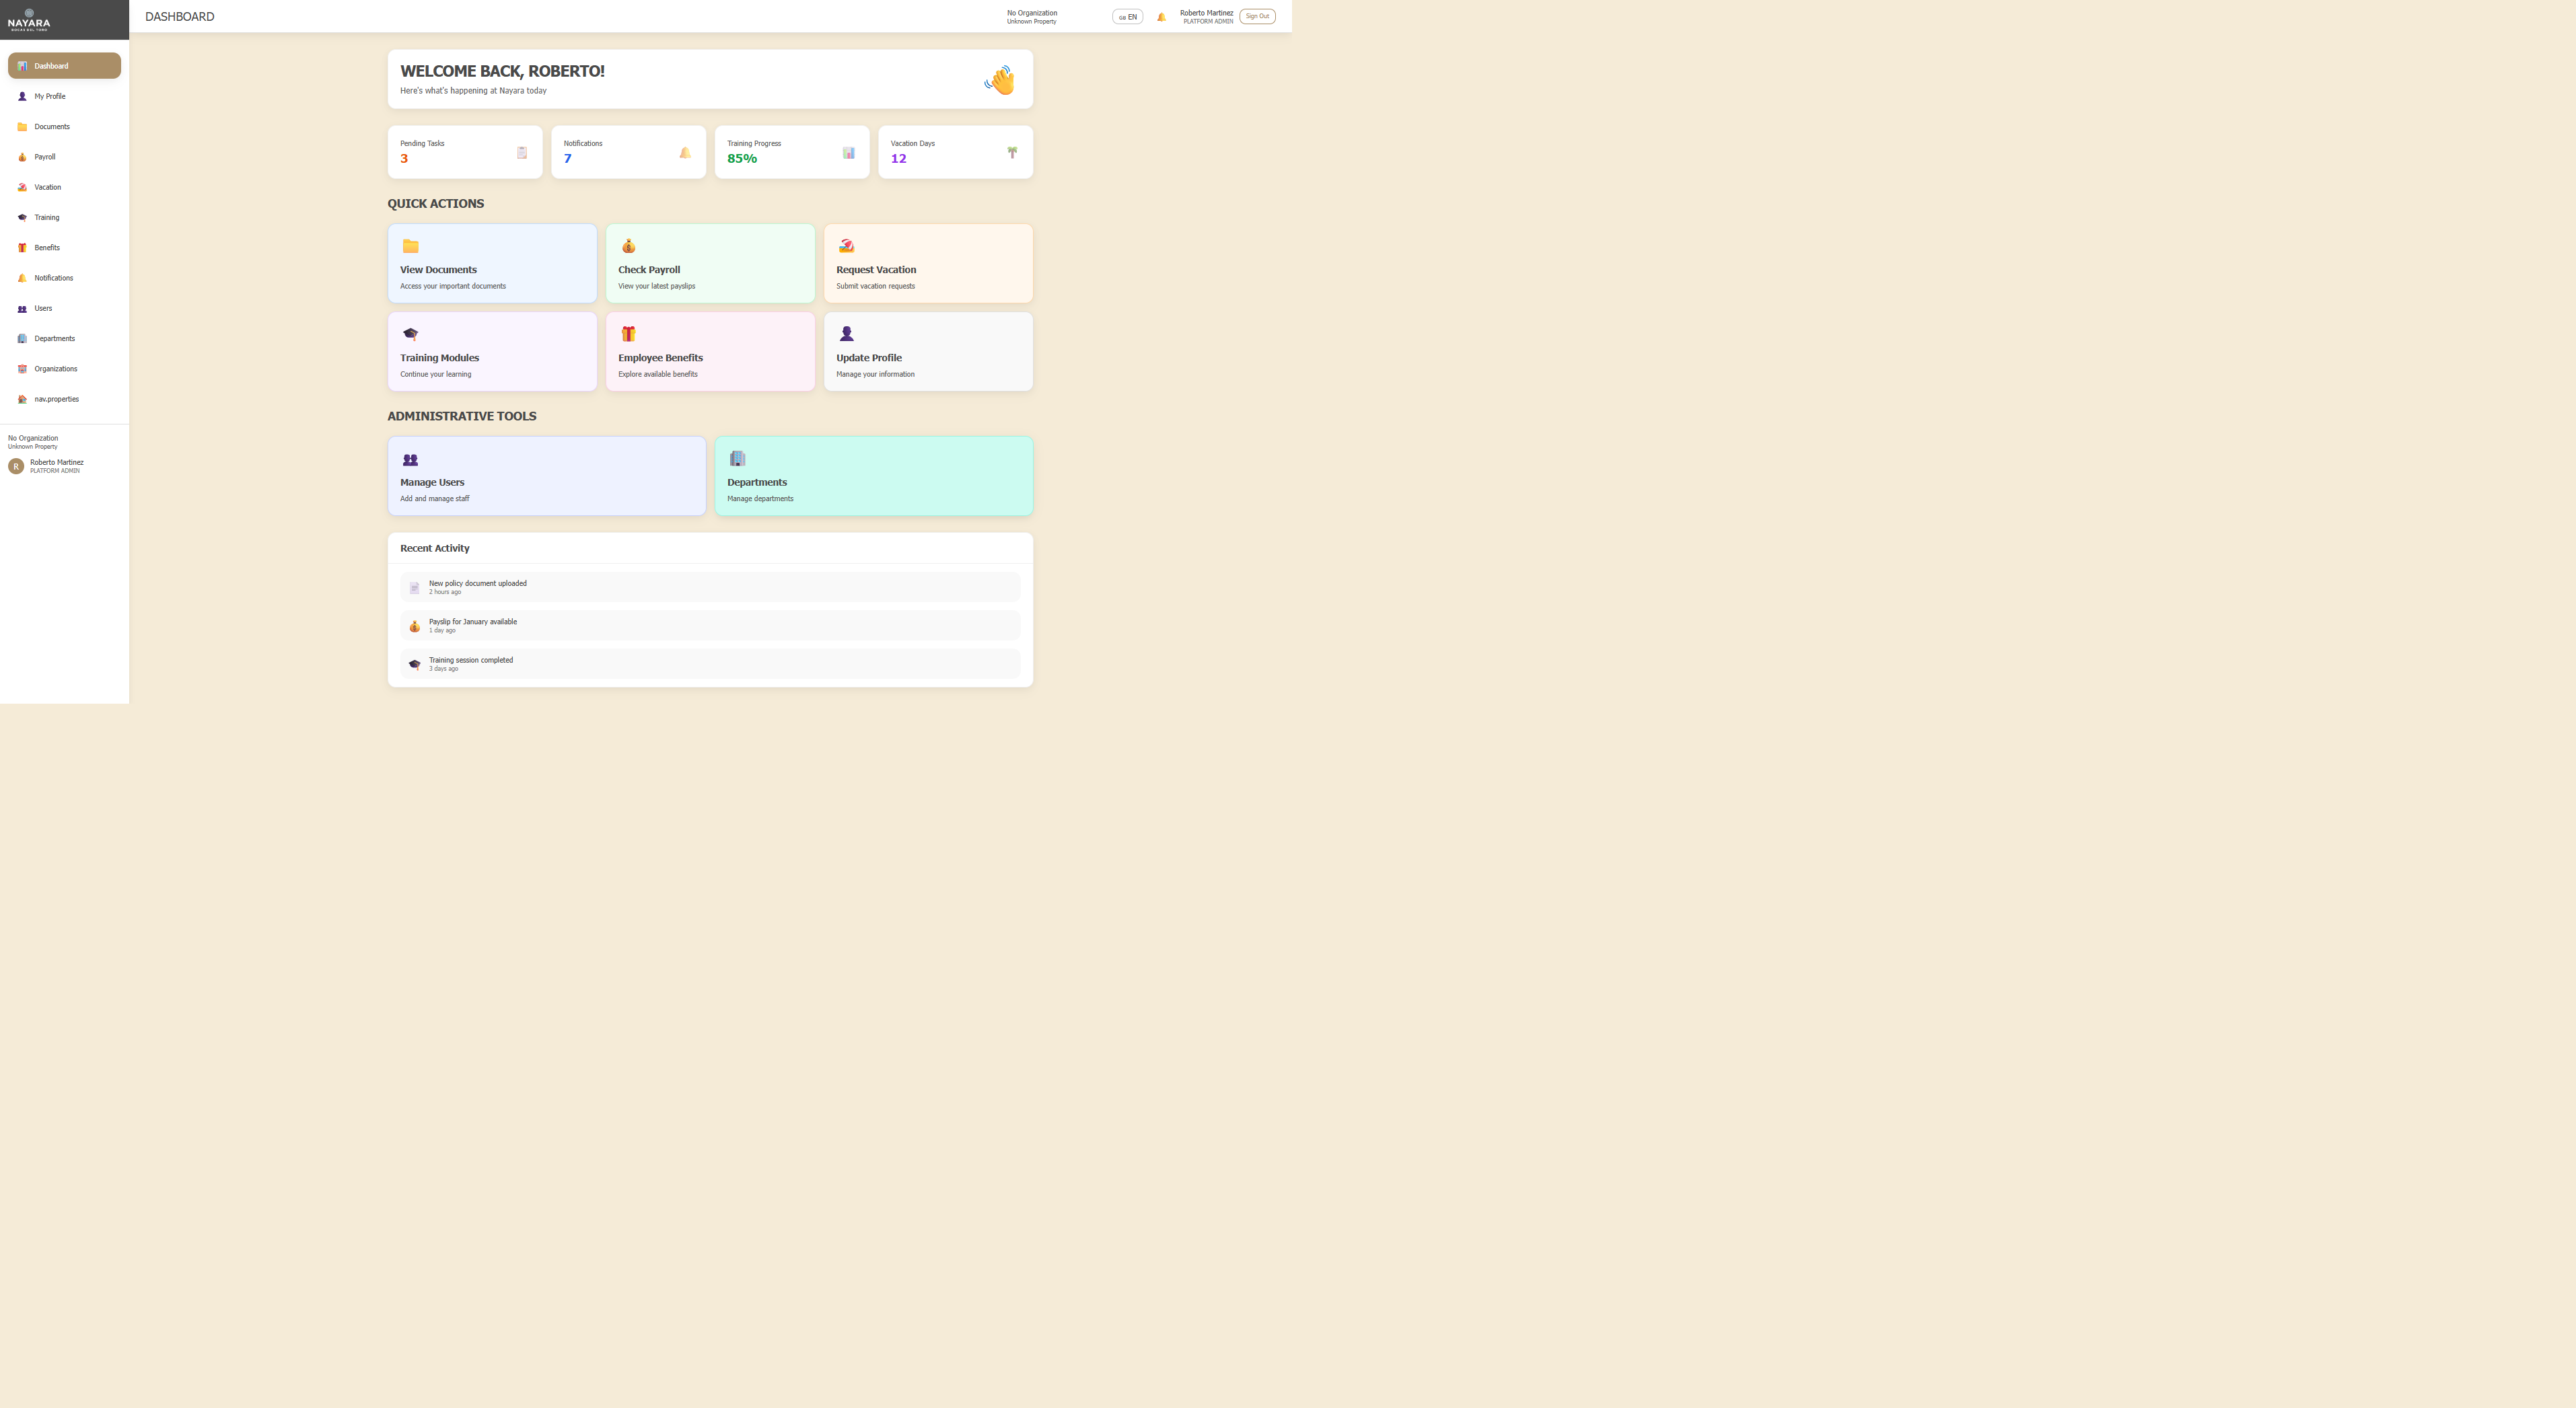 NAYARA
BOCAS DEL TORO
Dashboard
My Profile
Documents
Payroll
Vacation
Training
Benefits
Notifications
Users
Departments
Organizations
nav.properties
No Organization
Unknown Property
R
Roberto Martinez
PLATFORM ADMIN
DASHBOARD
No Organization
Unknown Property
GB EN
Roberto Martinez
PLATFORM ADMIN
Sign Out
WELCOME BACK, ROBERTO!
Here's what's happening at Nayara today
Pending Tasks
3
Notifications
7
Training Progress
85%
Vacation Days
12
QUICK ACTIONS
View Documents
Access your important documents
Check Payroll
View your latest payslips
Request Vacation
Submit vacation requests
Training Modules
Continue your learning
Employee Benefits
Explore available benefits
Update Profile
Manage your information
ADMINISTRATIVE TOOLS
Manage Users
Add and manage staff
Departments
Manage departments
Recent Activity
New policy document uploaded
2 hours ago
Payslip for January available
1 day ago
Training session completed
3 days ago